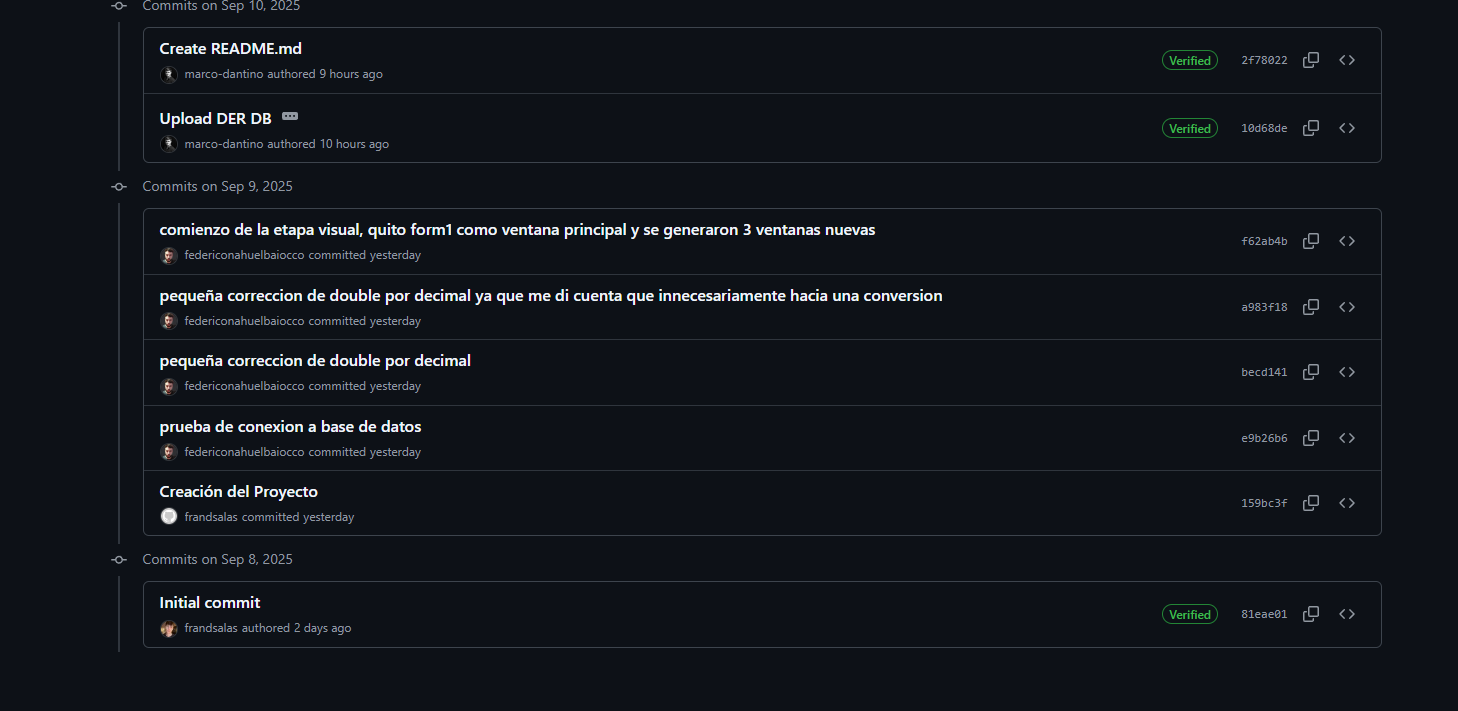 Commits on Sep 10, 2025
Create README.md
marco-dantino authored 9 hours ago
Verified
2f78022
Upload DER DB
marco-dantino authored 10 hours ago
Verified
10d68de
Commits on Sep 9, 2025
comienzo de la etapa visual, quito form1 como ventana principal y se generaron 3 ventanas nuevas
federiconahuelbaiocco committed yesterday
f62ab4b
pequeña correccion de double por decimal ya que me di cuenta que innecesariamente hacia una conversion
federiconahuelbaiocco committed yesterday
a983f18
pequeña correccion de double por decimal
federiconahuelbaiocco committed yesterday
becd141
prueba de conexion a base de datos
federiconahuelbaiocco committed yesterday
e9b26b6
Creación del Proyecto
frandsalas committed yesterday
159bc3f
Commits on Sep 8, 2025
Initial commit
frandsalas authored 2 days ago
Verified
81eae01